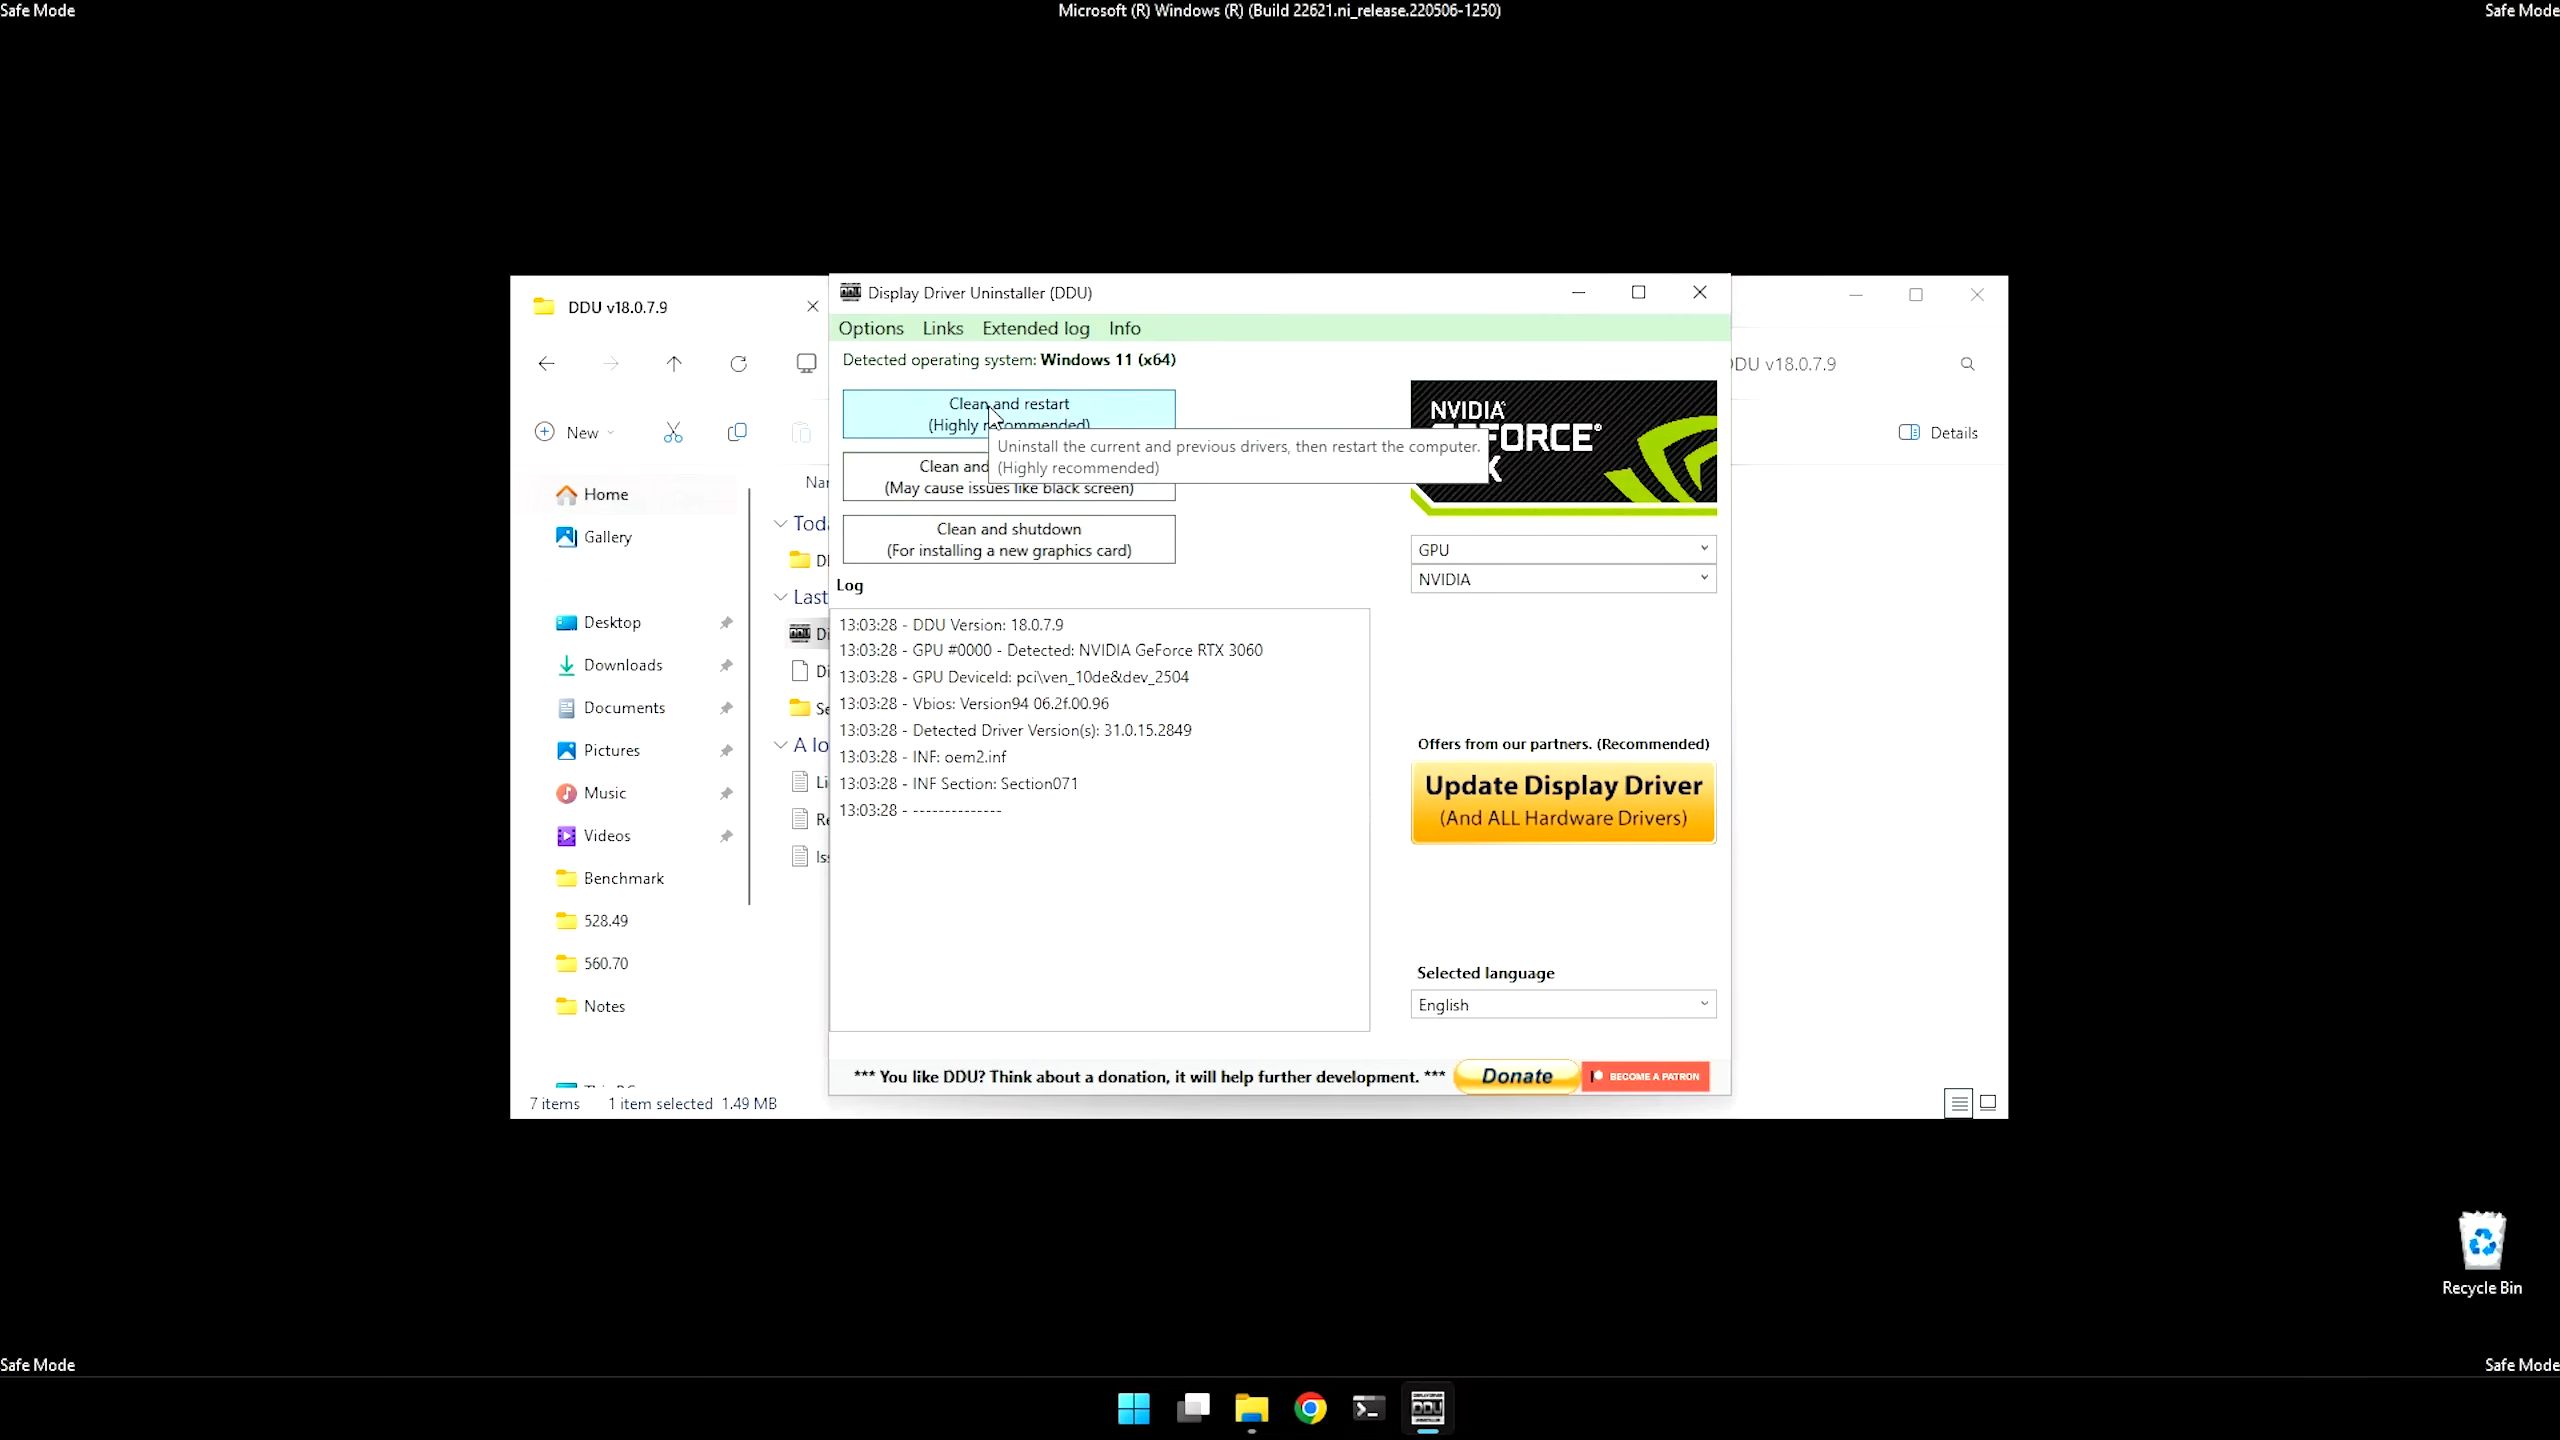 Safe Mode
Microsoft (R) Windows (R) (Build 22621.ni_release.220506-1250)
Safe Mode
DDU v18.0.7.9
Display Driver Uninstaller (DDU)
Options Links Extended log Info
Detected operating system: Windows 11 (x64)
DDU v18.0.7.9
Clean and restart
(Highly recommended)
Uninstall the current and previous drivers, then restart the computer.
(Highly recommended)
Clean and
(May cause issues like black screen)
Clean and shutdown
(For installing a new graphics card)
NVIDIA
GEFORCE
GPU
NVIDIA
New
Details
Home
Gallery
Desktop
Downloads
Documents
Pictures
Music
Videos
Benchmark
528.49
560.70
Notes
Last
A lo
Log
13:03:28 - DDU Version: 18.0.7.9
13:03:28 - GPU #0000 - Detected: NVIDIA GeForce RTX 3060
13:03:28 - GPU DeviceId: pci\ven_10de&dev_2504
13:03:28 - Vbios: Version94 06.2f.00.96
13:03:28 - Detected Driver Version(s): 31.0.15.2849
13:03:28 - INF: oem2.inf
13:03:28 - INF Section: Section071
13:03:28 - --------------
Offers from our partners. (Recommended)
Update Display Driver
(And ALL Hardware Drivers)
Selected language
English
*** You like DDU? Think about a donation, it will help further development. ***
Donate
BECOME A PATRON
7 items 1 item selected 1.49 MB
Recycle Bin
Safe Mode
Safe Mode
DDU